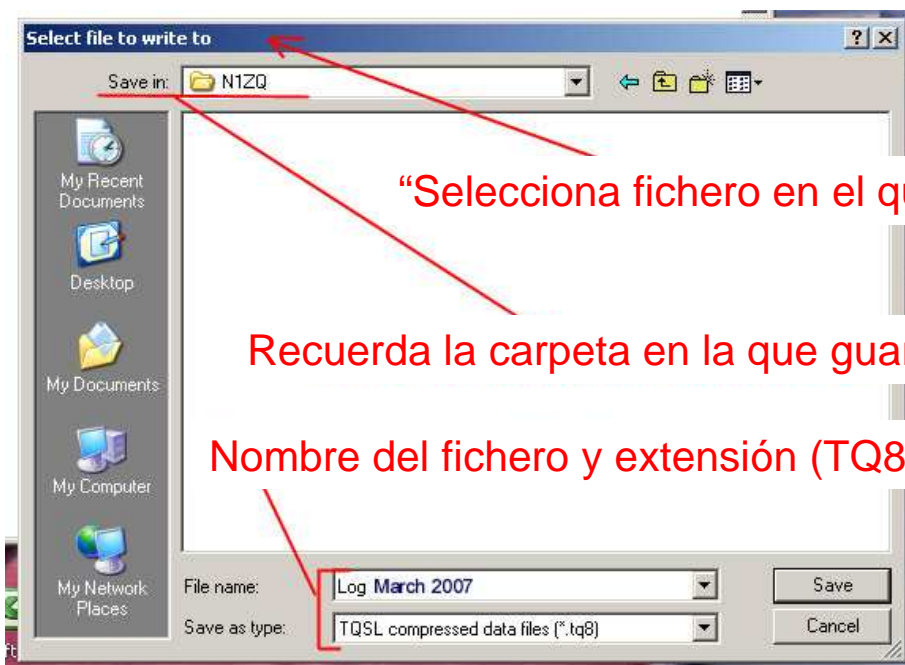 Select file to write to
Save in: N1ZQ
My Recent
Documents
“Selecciona fichero en el
Desktop
Recuerda la carpeta en la que
My Documents
Nombre del fichero y extensión (TQ8
My Computer
My Network
Places
File name: Log March 2007 Save
Save as type: TQSL compressed data files (*.tq8) Cancel